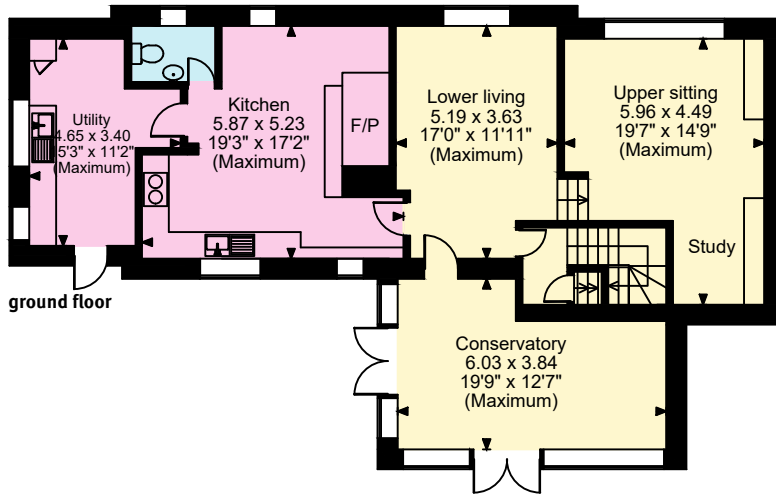 Utility
4.65 x 3.40
5'3" x 11'2"
(Maximum)
Kitchen
5.87 x 5.23
19'3" x 17'2"
(Maximum)
F/P
Lower living
5.19 x 3.63
17'0" x 11'11"
(Maximum)
Upper sitting
5.96 x 4.49
19'7" x 14'9"
(Maximum)
Study
ground floor
Conservatory
6.03 x 3.84
19'9" x 12'7"
(Maximum)